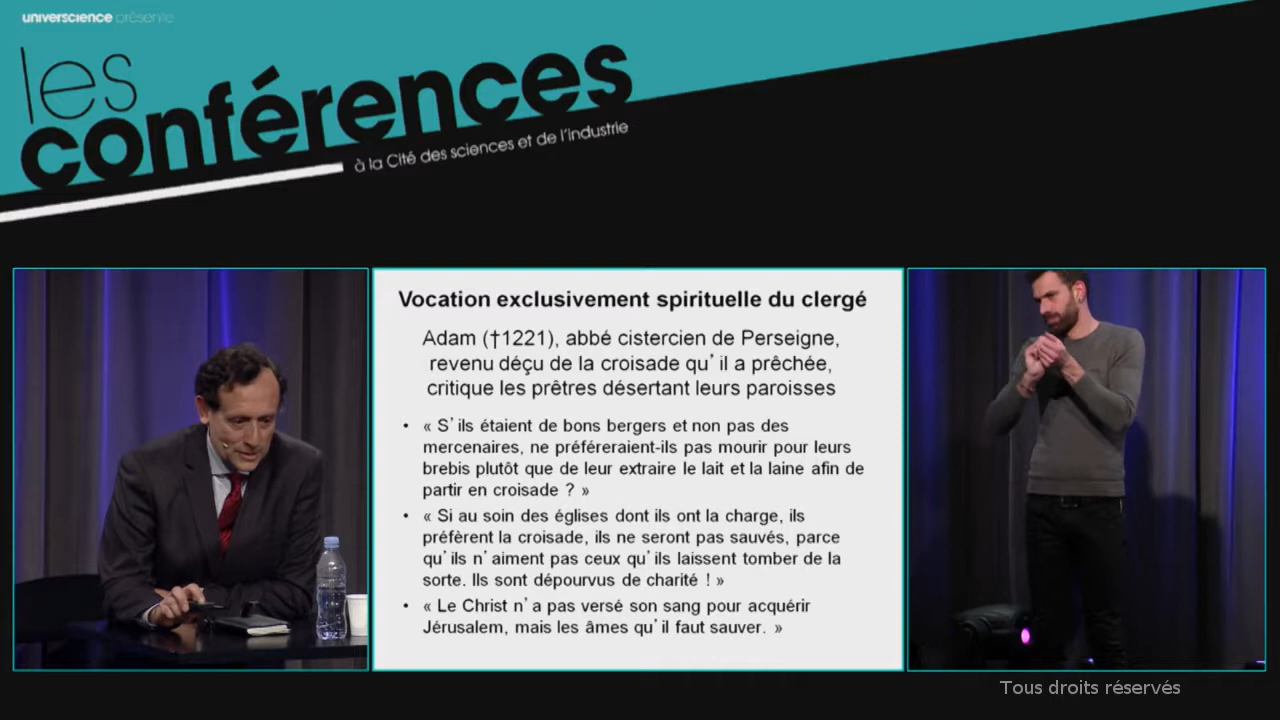 universcience présente
les
conférences
à la Cité des sciences et de l'industrie
Vocation exclusivement spirituelle du clergé
Adam (†1221), abbé cistercien de Perseigne,
revenu déçu de la croisade qu'il a prêchée,
critique les prêtres désertant leurs paroisses
• « S'ils étaient de bons bergers et non pas des
mercenaires, ne préféreraient-ils pas mourir pour leurs
brebis plutôt que de leur extraire le lait et la laine afin de
partir en croisade ? »
• « Si au soin des églises dont ils ont la charge, ils
préfèrent la croisade, ils ne seront pas sauvés, parce
qu'ils n'aiment pas ceux qu'ils laissent tomber de la
sorte. Ils sont dépourvus de charité ! »
• « Le Christ n'a pas versé son sang pour acquérir
Jérusalem, mais les âmes qu'il faut sauver. »
Tous droits réservés